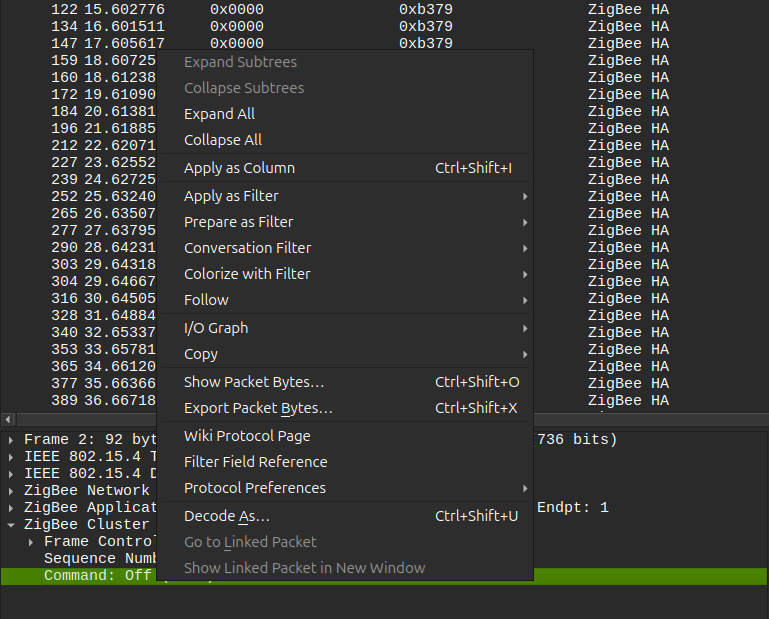 122 15.602776 0x0000 0xb379 ZigBee HA
134 16.601511 0x0000 0xb379 ZigBee HA
147 17.605617 0x0000 0xb379 ZigBee HA
159 18.60725 ZigBee HA
160 18.61238 ZigBee HA
172 19.61090 ZigBee HA
184 20.61381 ZigBee HA
196 21.61885 ZigBee HA
212 22.62071 ZigBee HA
227 23.62552 ZigBee HA
239 24.62725 ZigBee HA
252 25.63240 ZigBee HA
265 26.63507 ZigBee HA
277 27.63795 ZigBee HA
290 28.64231 ZigBee HA
303 29.64318 ZigBee HA
304 29.64667 ZigBee HA
316 30.64505 ZigBee HA
328 31.64884 ZigBee HA
340 32.65337 ZigBee HA
353 33.65781 ZigBee HA
365 34.66120 ZigBee HA
377 35.66366 ZigBee HA
389 36.66718 ZigBee HA
Expand Subtrees
Collapse Subtrees
Expand All
Collapse All
Apply as Column Ctrl+Shift+I
Apply as Filter
Prepare as Filter
Conversation Filter
Colorize with Filter
Follow
I/O Graph
Copy
Show Packet Bytes… Ctrl+Shift+O
Export Packet Bytes… Ctrl+Shift+X
Wiki Protocol Page
Filter Field Reference
Protocol Preferences
Decode As… Ctrl+Shift+U
Go to Linked Packet
Show Linked Packet in New Window
Frame 2: 92 byt 736 bits)
IEEE 802.15.4 T
IEEE 802.15.4 D
ZigBee Network
ZigBee Applicat Endpt: 1
ZigBee Cluster
Frame Control
Sequence Numb
Command: Off